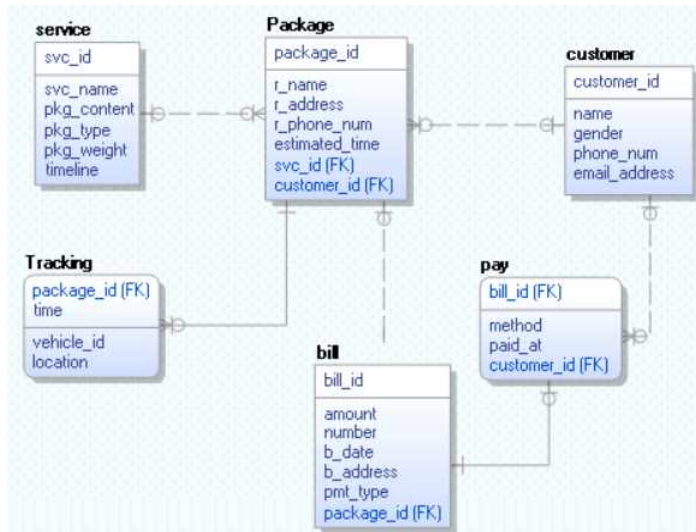 service
svc_id
svc_name
pkg_content
pkg_type
pkg_weight
timeline
Package
package_id
r_name
r_address
r_phone_num
estimated_time
svc_id (FK)
customer_id (FK)
customer
customer_id
name
gender
phone_num
email_address
Tracking
package_id (FK)
time
vehicle_id
location
bill
bill_id
amount
number
b_date
b_address
pmt_type
package_id (FK)
pay
bill_id (FK)
method
paid_at
customer_id (FK)